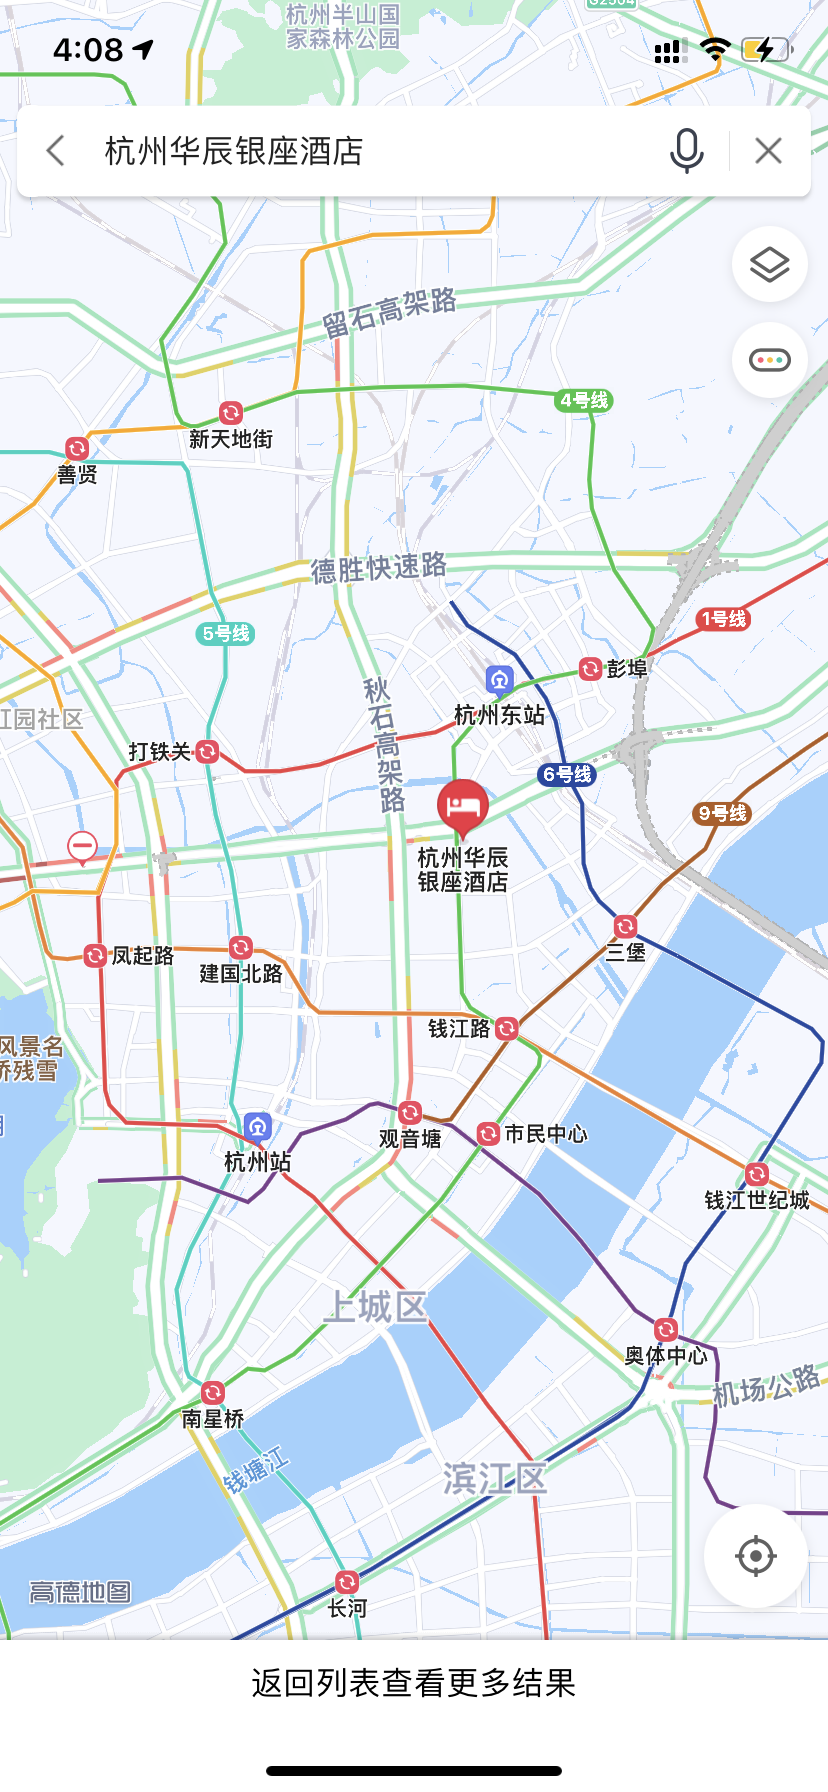 杭州半山国
家森林公园
G2504
4:08
杭州华辰银座酒店
留石高架路
4号线
新天地街
善贤
德胜快速路
1号线
5号线
彭埠
秋石高架路
杭州东站
江园社区
打铁关
6号线
9号线
杭州华辰
银座酒店
凤起路
建国北路
三堡
钱江路
风景名
桥残雪
观音塘
市民中心
杭州站
钱江世纪城
上城区
奥体中心
机场公路
南星桥
钱塘江
滨江区
高德地图
长河
返回列表查看更多结果